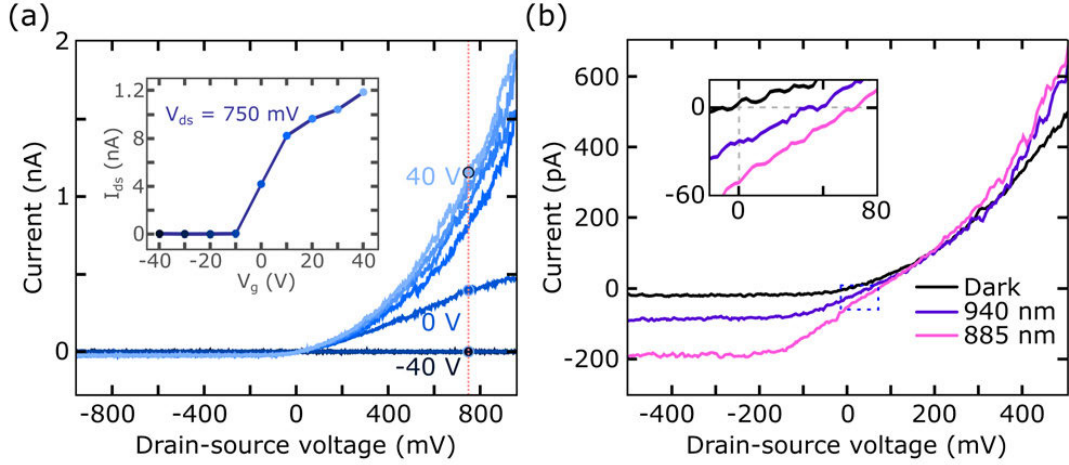 (a)
2
1
0
Current (nA)
-800
-400
0
400
800
Drain-source voltage (mV)
1.2
8
4
0
I_ds (nA)
V_ds = 750 mV
-40
-20
0
20
40
V_g (V)
40 V
0 V
-40 V
(b)
600
400
200
0
-200
Current (pA)
-400
-200
0
200
400
Drain-source voltage (mV)
0
-60
0
80
Dark
940 nm
885 nm